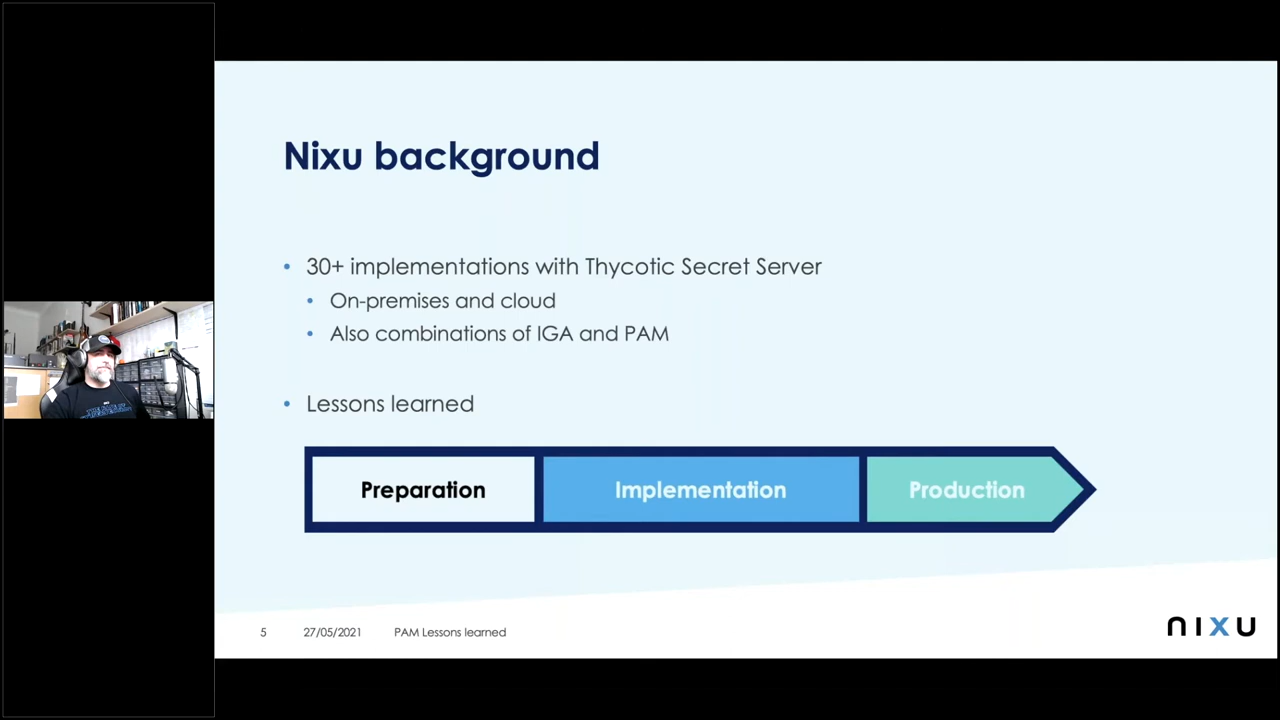 Nixu background
• 30+ implementations with Thycotic Secret Server
• On-premises and cloud
• Also combinations of IGA and PAM
• Lessons learned
Preparation
Implementation
Production
5 27/05/2021 PAM Lessons learned
nixu